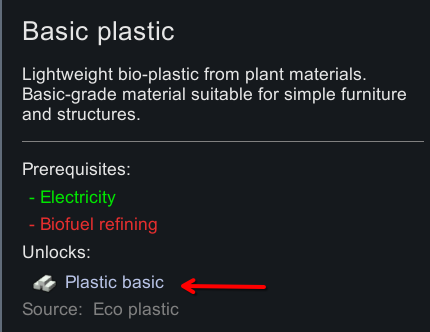 Basic plastic
Lightweight bio-plastic from plant materials.
Basic-grade material suitable for simple furniture
and structures.
Prerequisites:
- Electricity
- Biofuel refining
Unlocks:
Plastic basic
Source: Eco plastic